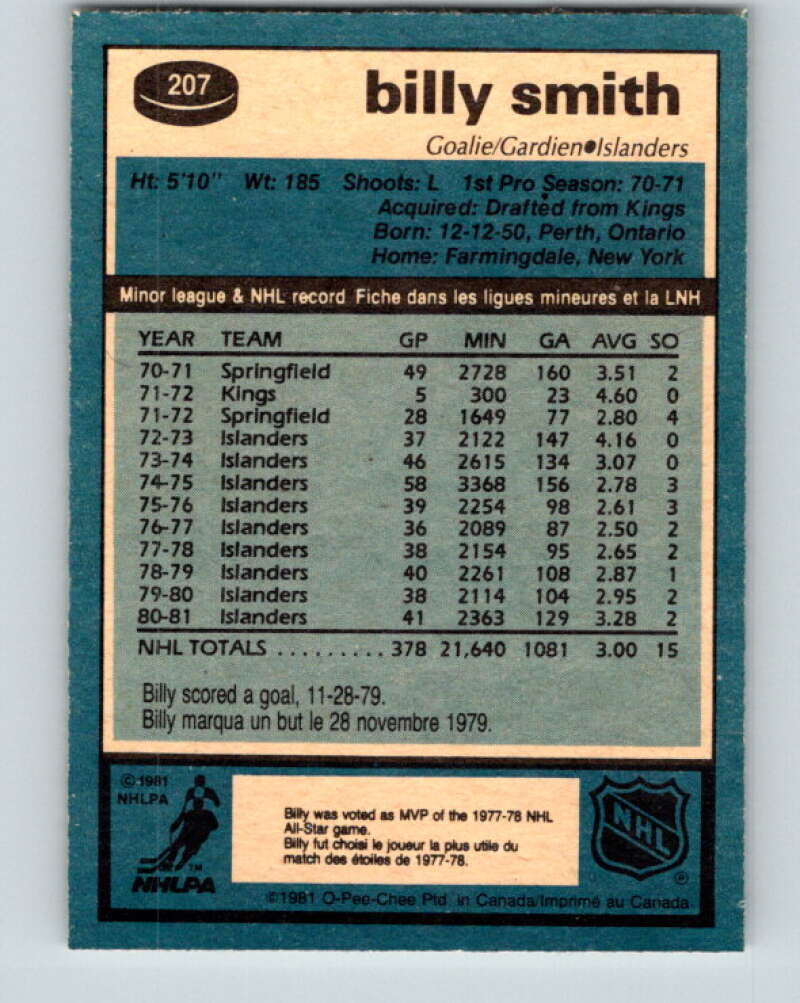 207
billy smith
Goalie/Gardien●Islanders
Ht: 5'10" Wt: 185 Shoots: L 1st Pro Season: 70-71
Acquired: Drafted from Kings
Born: 12-12-50, Perth, Ontario
Home: Farmingdale, New York
Minor league & NHL record Fiche dans les ligues mineures et la LNH
YEAR TEAM GP MIN GA AVG SO
70-71 Springfield 49 2728 160 3.51 2
71-72 Kings 5 300 23 4.60 0
71-72 Springfield 28 1649 77 2.80 4
72-73 Islanders 37 2122 147 4.16 0
73-74 Islanders 46 2615 134 3.07 0
74-75 Islanders 58 3368 156 2.78 3
75-76 Islanders 39 2254 98 2.61 3
76-77 Islanders 36 2089 87 2.50 2
77-78 Islanders 38 2154 95 2.65 2
78-79 Islanders 40 2261 108 2.87 1
79-80 Islanders 38 2114 104 2.95 2
80-81 Islanders 41 2363 129 3.28 2
NHL TOTALS ......... 378 21,640 1081 3.00 15
Billy scored a goal, 11-28-79.
Billy marqua un but le 28 novembre 1979.
©1981
NHLPA
Billy was voted as MVP of the 1977-78 NHL
All-Star game.
Billy fut choisi le joueur la plus utile du
match des étoiles de 1977-78.
NHL
TM
NHLPA
®
©1981 O-Pee-Chee Ptd. in Canada/Imprimé au Canada